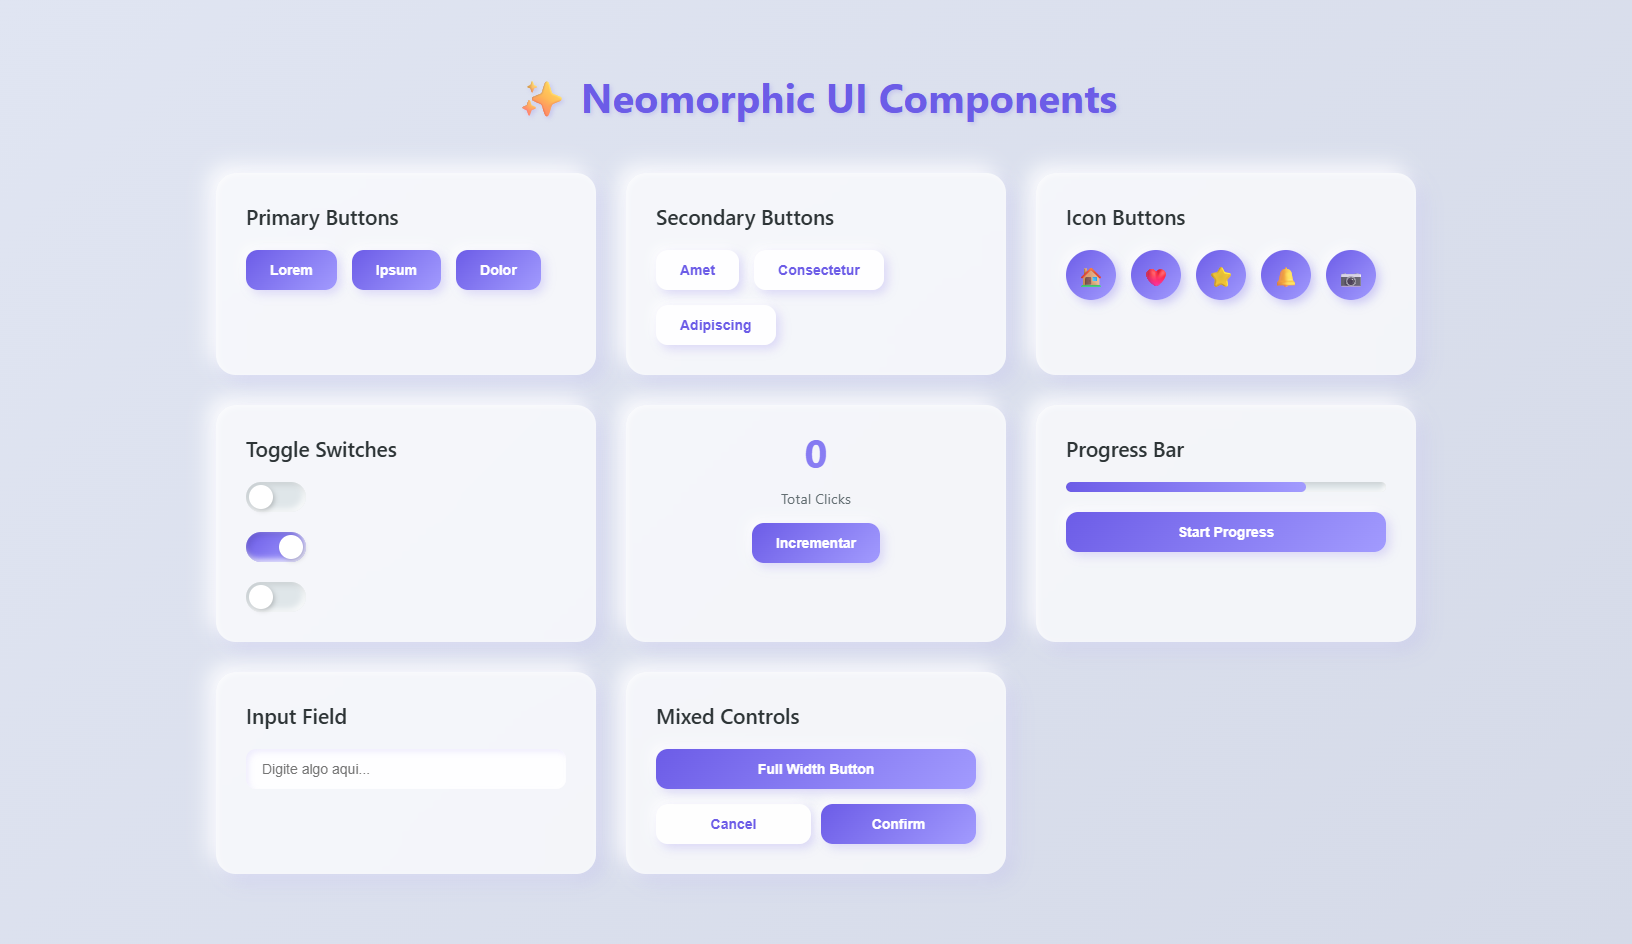 ✨ Neomorphic UI Components
Primary Buttons
Lorem
Ipsum
Dolor
Secondary Buttons
Amet
Consectetur
Adipiscing
Icon Buttons
Toggle Switches
0
Total Clicks
Incrementar
Progress Bar
Start Progress
Input Field
Digite algo aqui...
Mixed Controls
Full Width Button
Cancel
Confirm